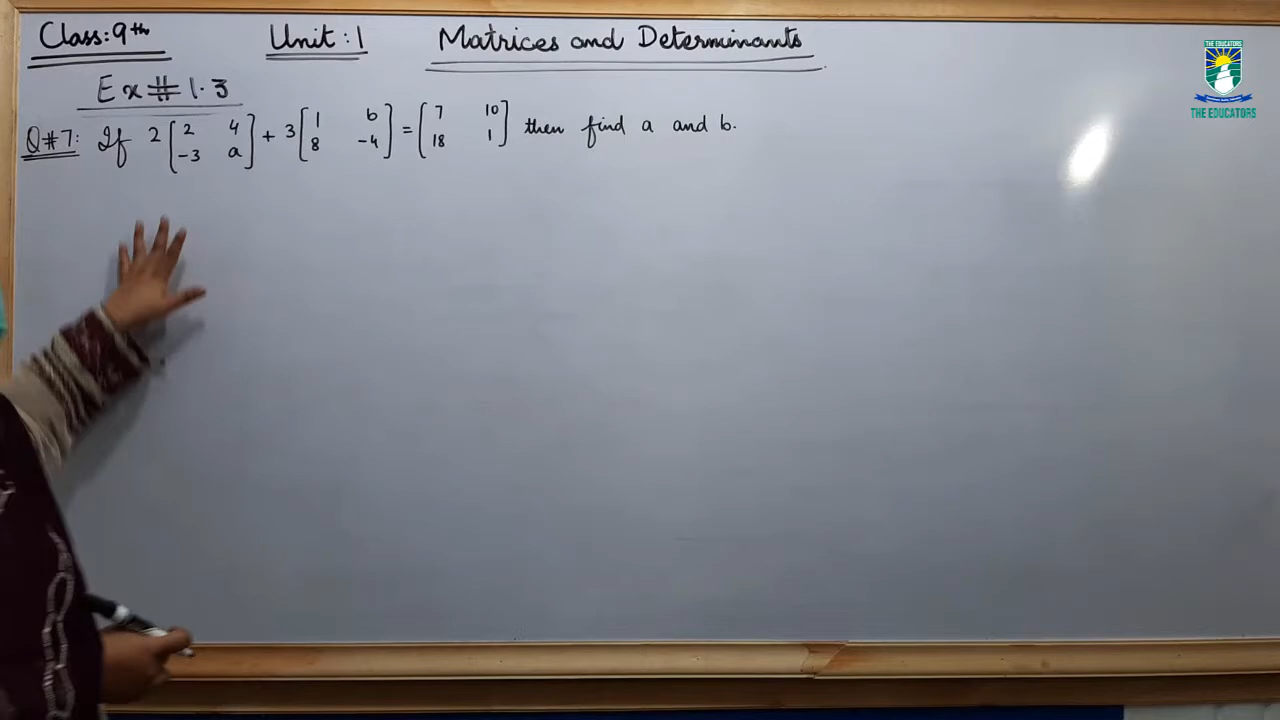 Class: 9th Unit: 1 Matrices and Determinants
Ex # 1.3
Q#7: If 2 [2 4 -3 a] + 3 [1 b 8 -4] = [7 10 18 1] then find a and b.
THE EDUCATORS
THE EDUCATORS